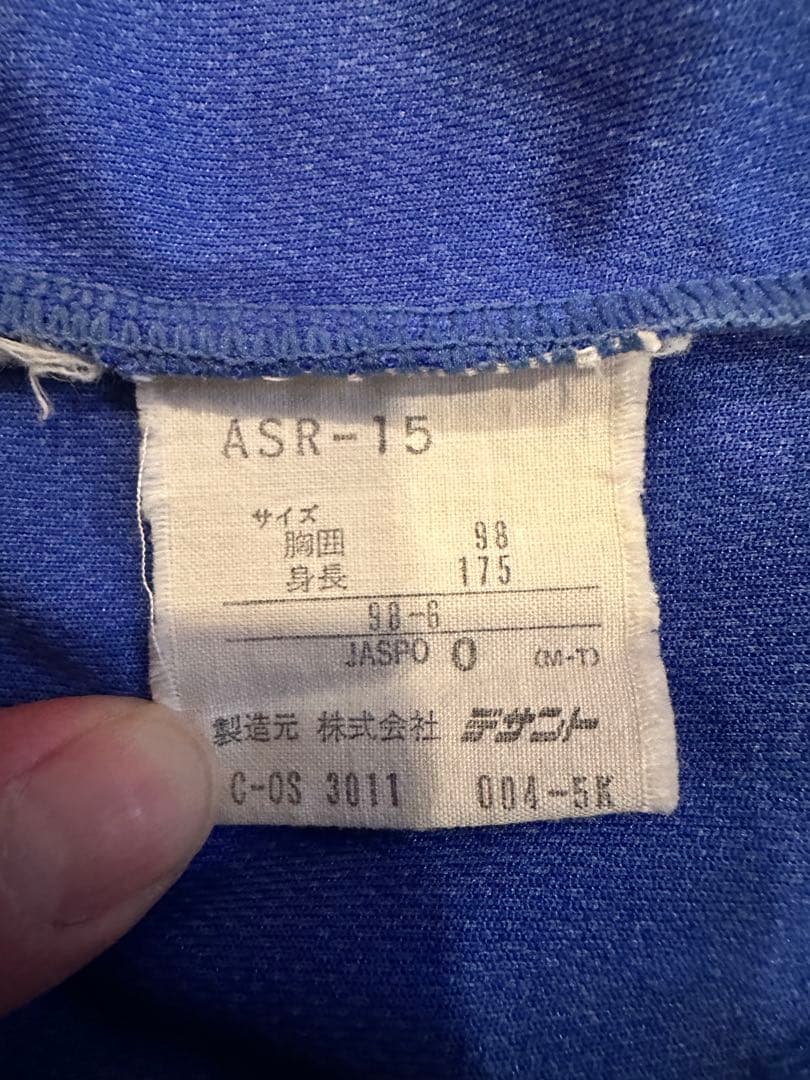 ASR-15
サイズ
胸囲 98
身長 175
98-6
JASPO O (M-T)
製造元 株式会社 デサント
C-OS 3011 004-5K